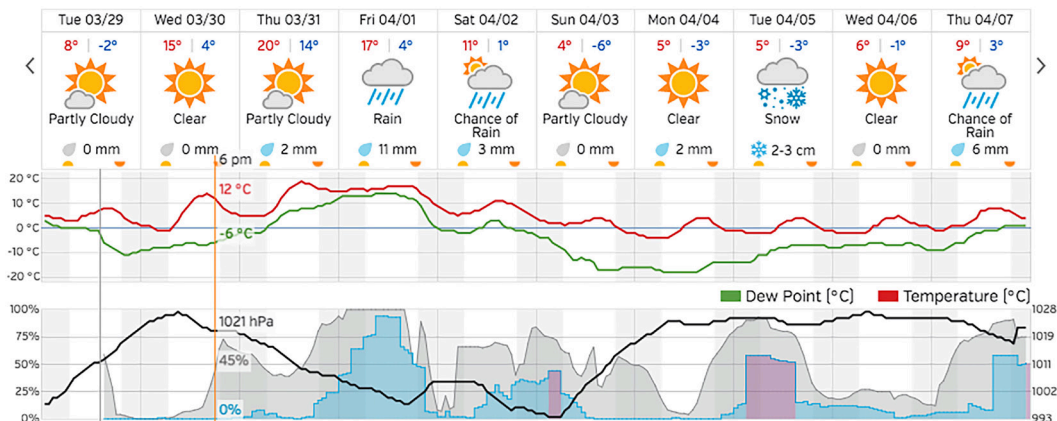 Tue 03/29 Wed 03/30 Thu 03/31 Fri 04/01 Sat 04/02 Sun 04/03 Mon 04/04 Tue 04/05 Wed 04/06 Thu 04/07
8° | -2° 15° | 4° 20° | 14° 17° | 4° 11° | 1° 4° | -6° 5° | -3° 5° | -3° 6° | -1° 9° | 3°
Partly Cloudy Clear Partly Cloudy Rain Chance of Rain Partly Cloudy Clear Snow Clear Chance of Rain
0 mm 0 mm 2 mm 11 mm 3 mm 0 mm 2 mm 2-3 cm 0 mm 6 mm
6 pm
20 °C
12 °C
10 °C
0 °C
-6 °C
-10 °C
-20 °C
Dew Point (°C) Temperature (°C)
100% 1028
1021 hPa
75% 1019
45%
50% 1011
25% 1002
0%
0% 993